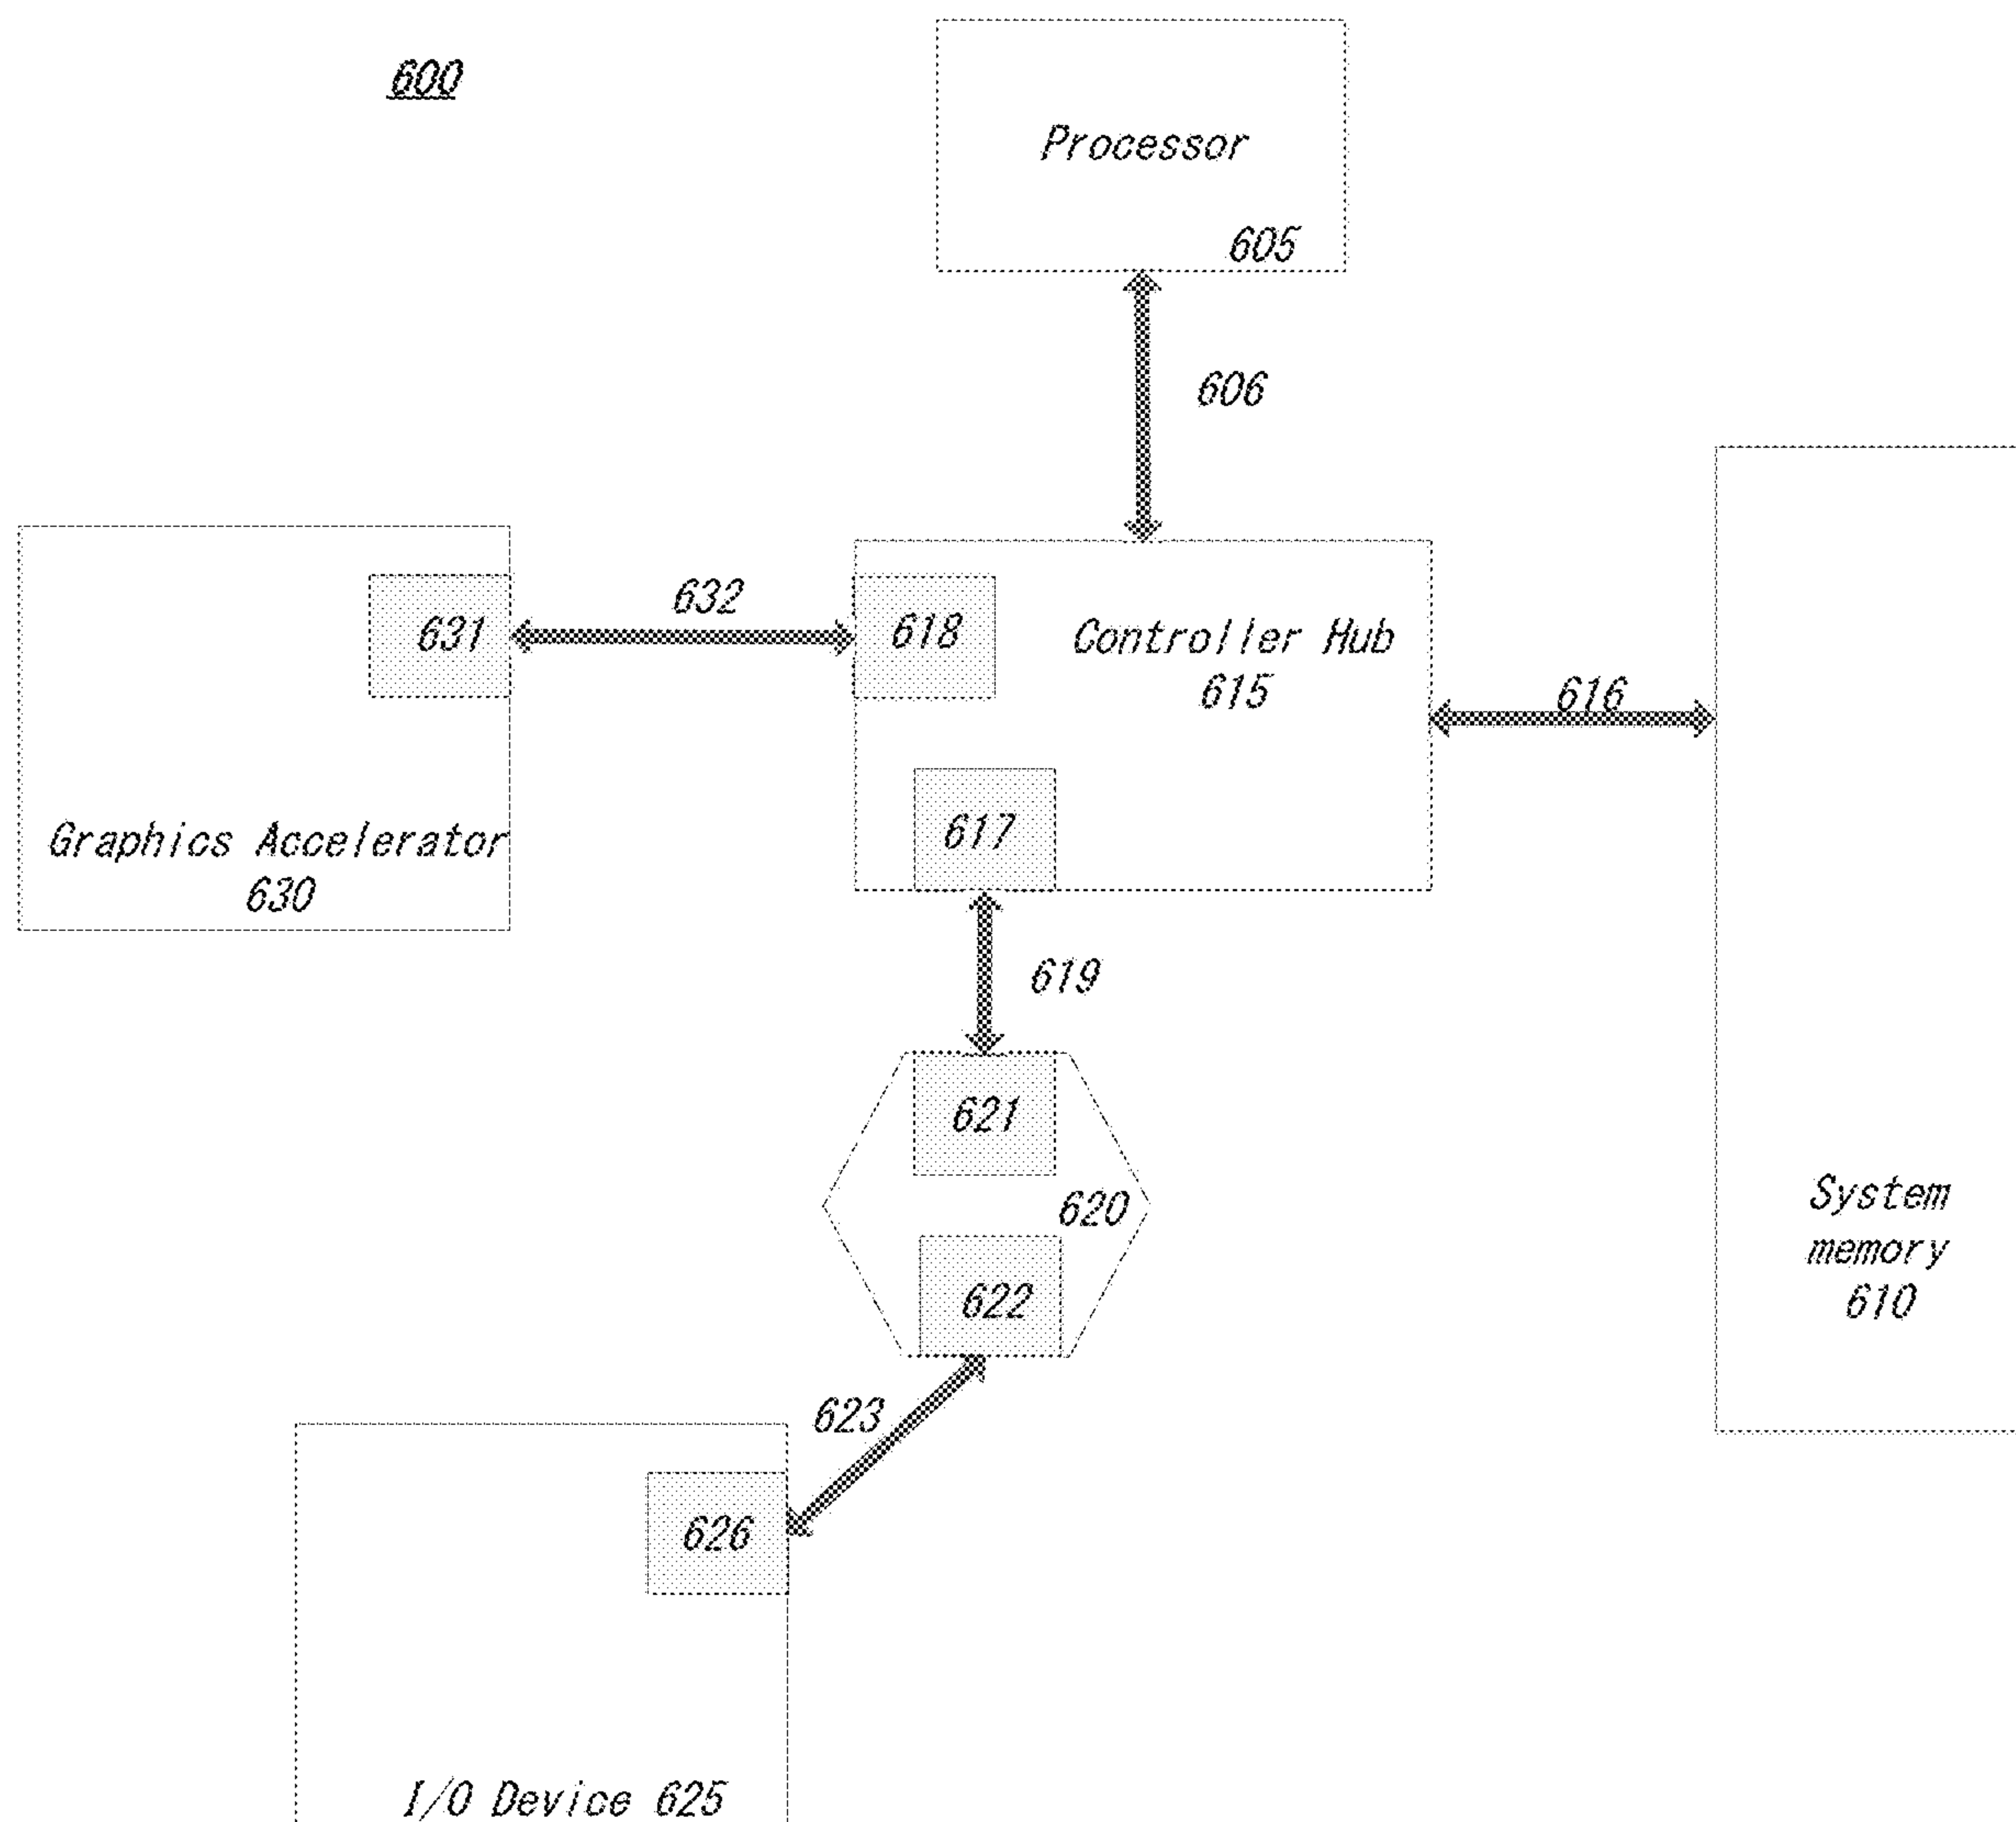 600
Processor
605
606
632
631
618
Controller Hub
615
616
617
Graphics Accelerator
630
619
621
620
System
memory
610
622
623
626
I/O Device 625